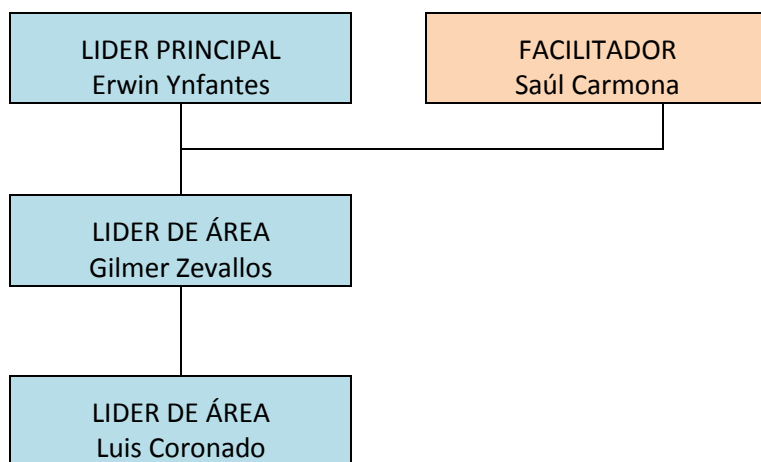 LIDER PRINCIPAL
Erwin Ynfantes
FACILITADOR
Saúl Carmona
LIDER DE ÁREA
Gilmer Zevallos
LIDER DE ÁREA
Luis Coronado